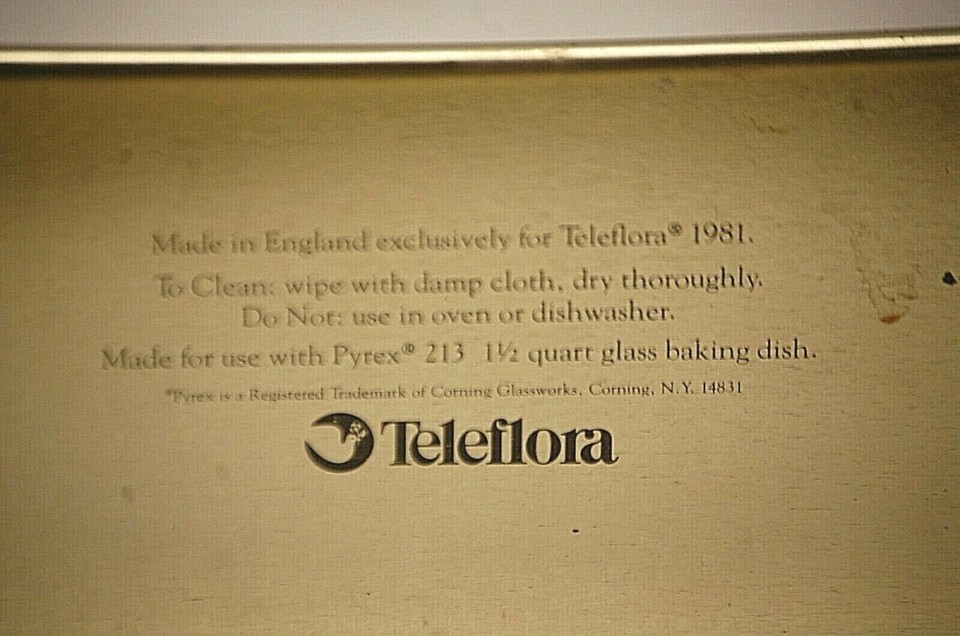 Made in England exclusively for Teleflora® 1981.
To Clean: wipe with damp cloth, dry thoroughly.
Do Not: use in oven or dishwasher.
Made for use with Pyrex® 213 1½ quart glass baking dish.
*Pyrex is a Registered Trademark of Corning Glassworks, Corning, N.Y. 14831
Teleflora